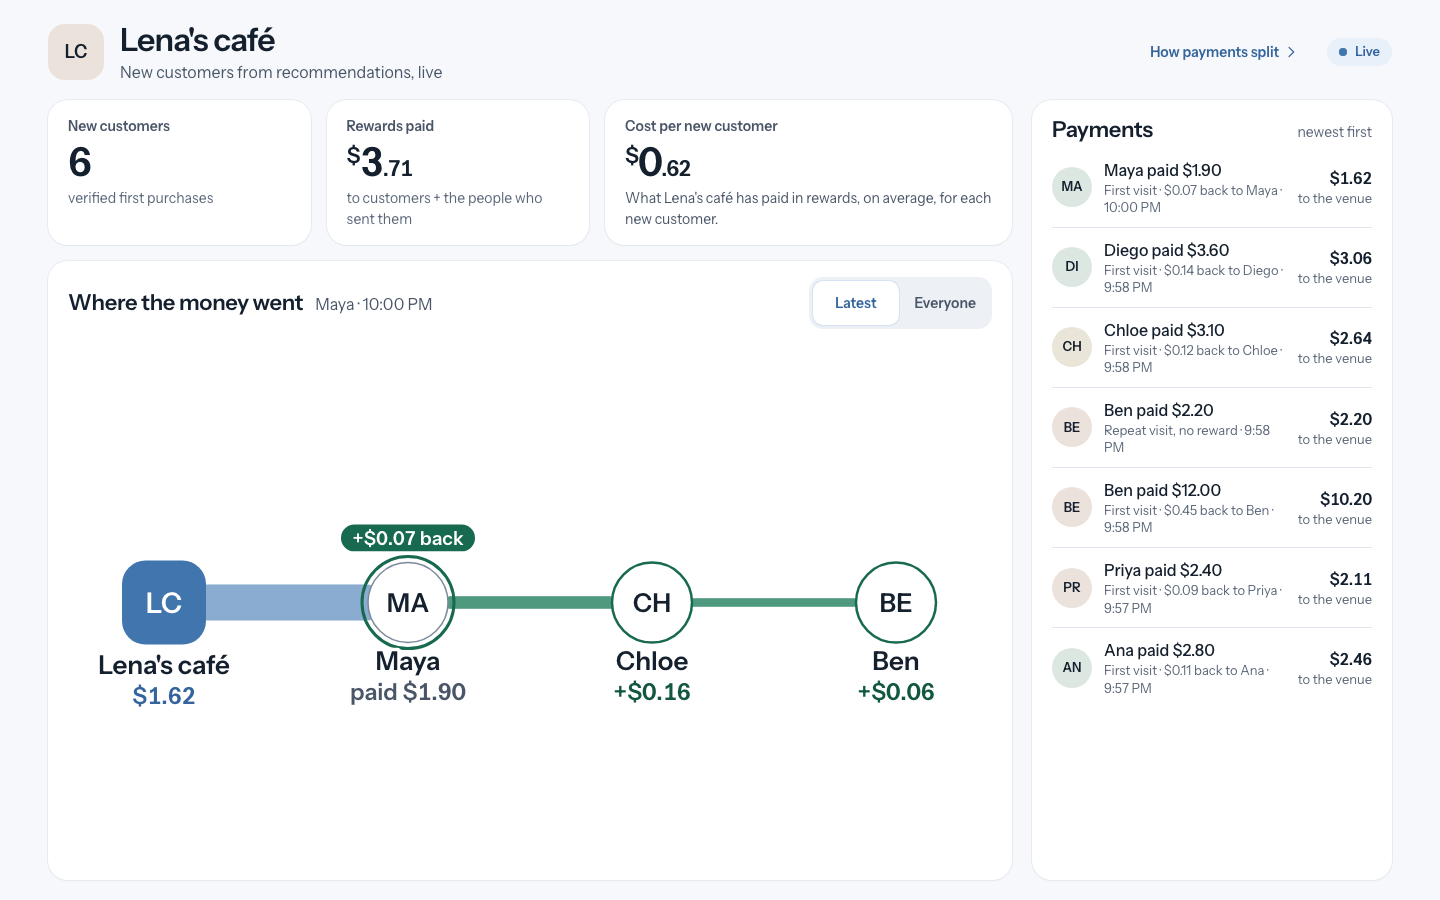 LC
Lena's café
New customers from recommendations, live
How payments split
Live
New customers
6
verified first purchases
Rewards paid
$3.71
to customers + the people who
sent them
Cost per new customer
$0.62
What Lena's café has paid in rewards, on average, for each
new customer.
Where the money went
Maya · 10:00 PM
Latest
Everyone
+$0.07 back
LC
MA
CH
BE
Lena's café
Maya
Chloe
Ben
$1.62
paid $1.90
+$0.16
+$0.06
Payments
newest first
MA
Maya paid $1.90
First visit · $0.07 back to Maya ·
10:00 PM
$1.62
to the venue
DI
Diego paid $3.60
First visit · $0.14 back to Diego ·
9:58 PM
$3.06
to the venue
CH
Chloe paid $3.10
First visit · $0.12 back to Chloe ·
9:58 PM
$2.64
to the venue
BE
Ben paid $2.20
Repeat visit, no reward · 9:58
PM
$2.20
to the venue
BE
Ben paid $12.00
First visit · $0.45 back to Ben ·
9:58 PM
$10.20
to the venue
PR
Priya paid $2.40
First visit · $0.09 back to Priya ·
9:57 PM
$2.11
to the venue
AN
Ana paid $2.80
First visit · $0.11 back to Ana ·
9:57 PM
$2.46
to the venue